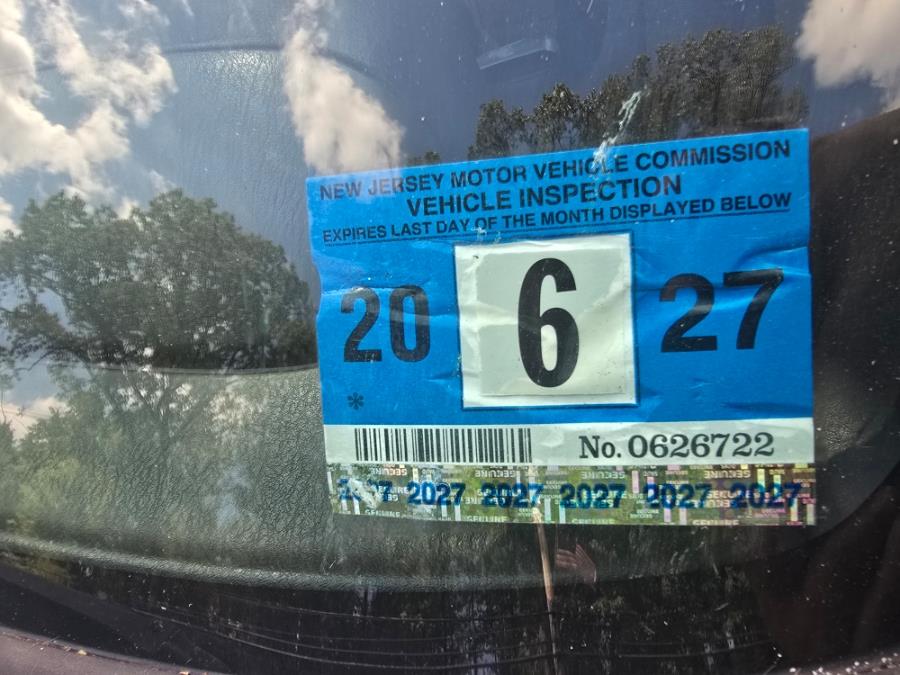 NEW JERSEY MOTOR VEHICLE COMMISSION
VEHICLE INSPECTION
EXPIRES LAST DAY OF THE MONTH DISPLAYED BELOW
20 6 27
*
No. 0626722
2027 2027 2027 2027 2027 2027